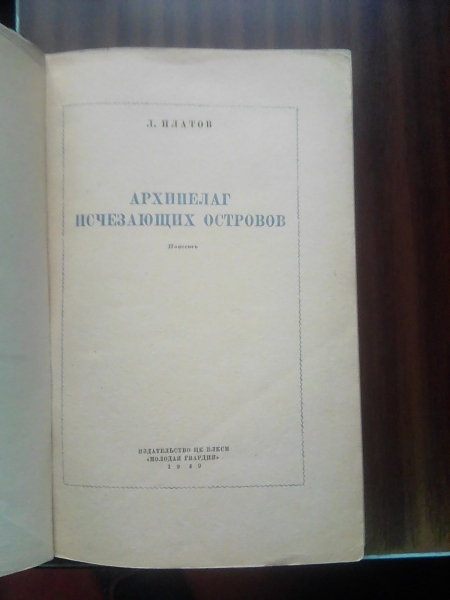 Л. ПЛАТОВ
АРХИПЕЛАГ
ИСЧЕЗАЮЩИХ ОСТРОВОВ
Повесть
ИЗДАТЕЛЬСТВО ЦК ВЛКСМ
«МОЛОДАЯ ГВАРДИЯ»
1949